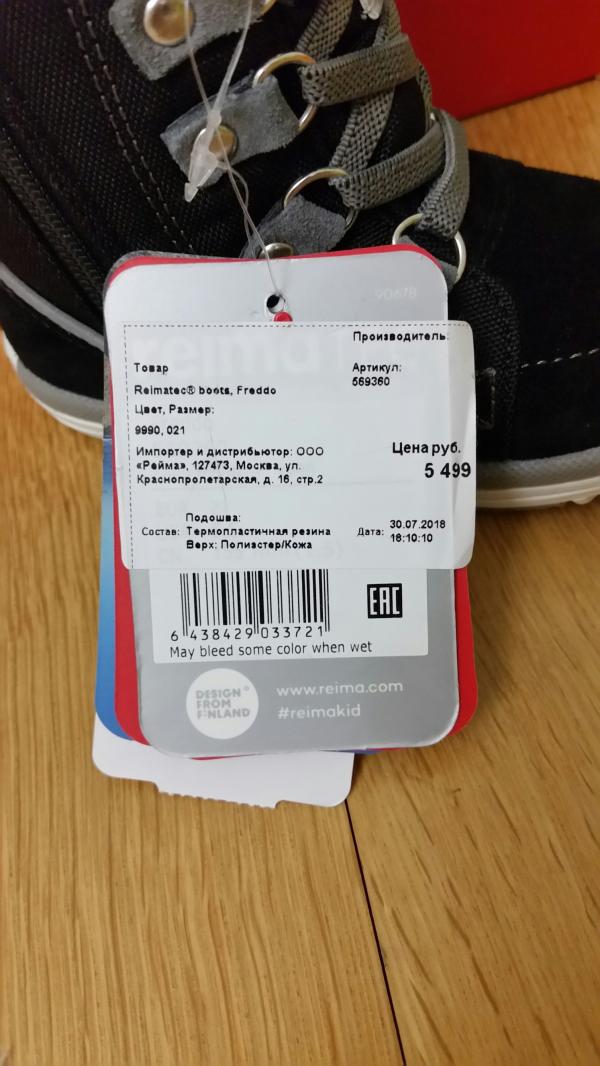 90678
reima
Производитель:
Товар
Артикул:
569360
Reimatec® boots, Freddo
Цвет, Размер:
9990, 021
Импортер и дистрибьютор: ООО
«Рейма», 127473, Москва, ул.
Краснопролетарская, д. 16, стр.2
Цена руб.
5 499
Подошва:
Состав: Термопластичная резина
Верх: Полиэстер/Кожа
Дата: 30.07.2018
18:10:10
EAC
6 438429 033721
May bleed some color when wet
DESIGN
FROM
FINLAND
www.reima.com
#reimakid